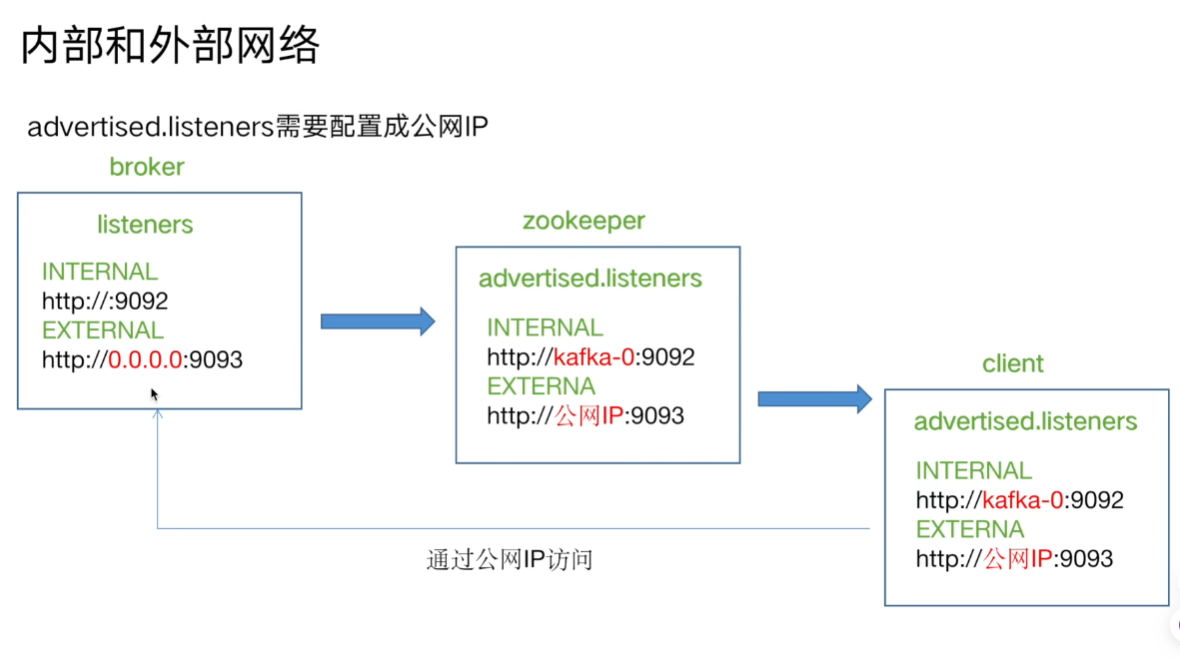 内部和外部网络
advertised.listeners需要配置成公网IP
broker
listeners
INTERNAL
http://:9092
EXTERNAL
http://0.0.0.0:9093
zookeeper
advertised.listeners
INTERNAL
http://kafka-0:9092
EXTERNA
http://公网IP:9093
client
advertised.listeners
INTERNAL
http://kafka-0:9092
EXTERNA
http://公网IP:9093
通过公网IP访问